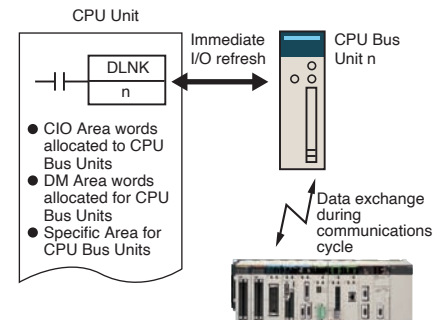 CPU Unit
DLNK
n
● CIO Area words
allocated to CPU
Bus Units
● DM Area words
allocated for CPU
Bus Units
● Specific Area for
CPU Bus Units
Immediate
I/O refresh
CPU Bus
Unit n
Data exchange
during
communications
cycle